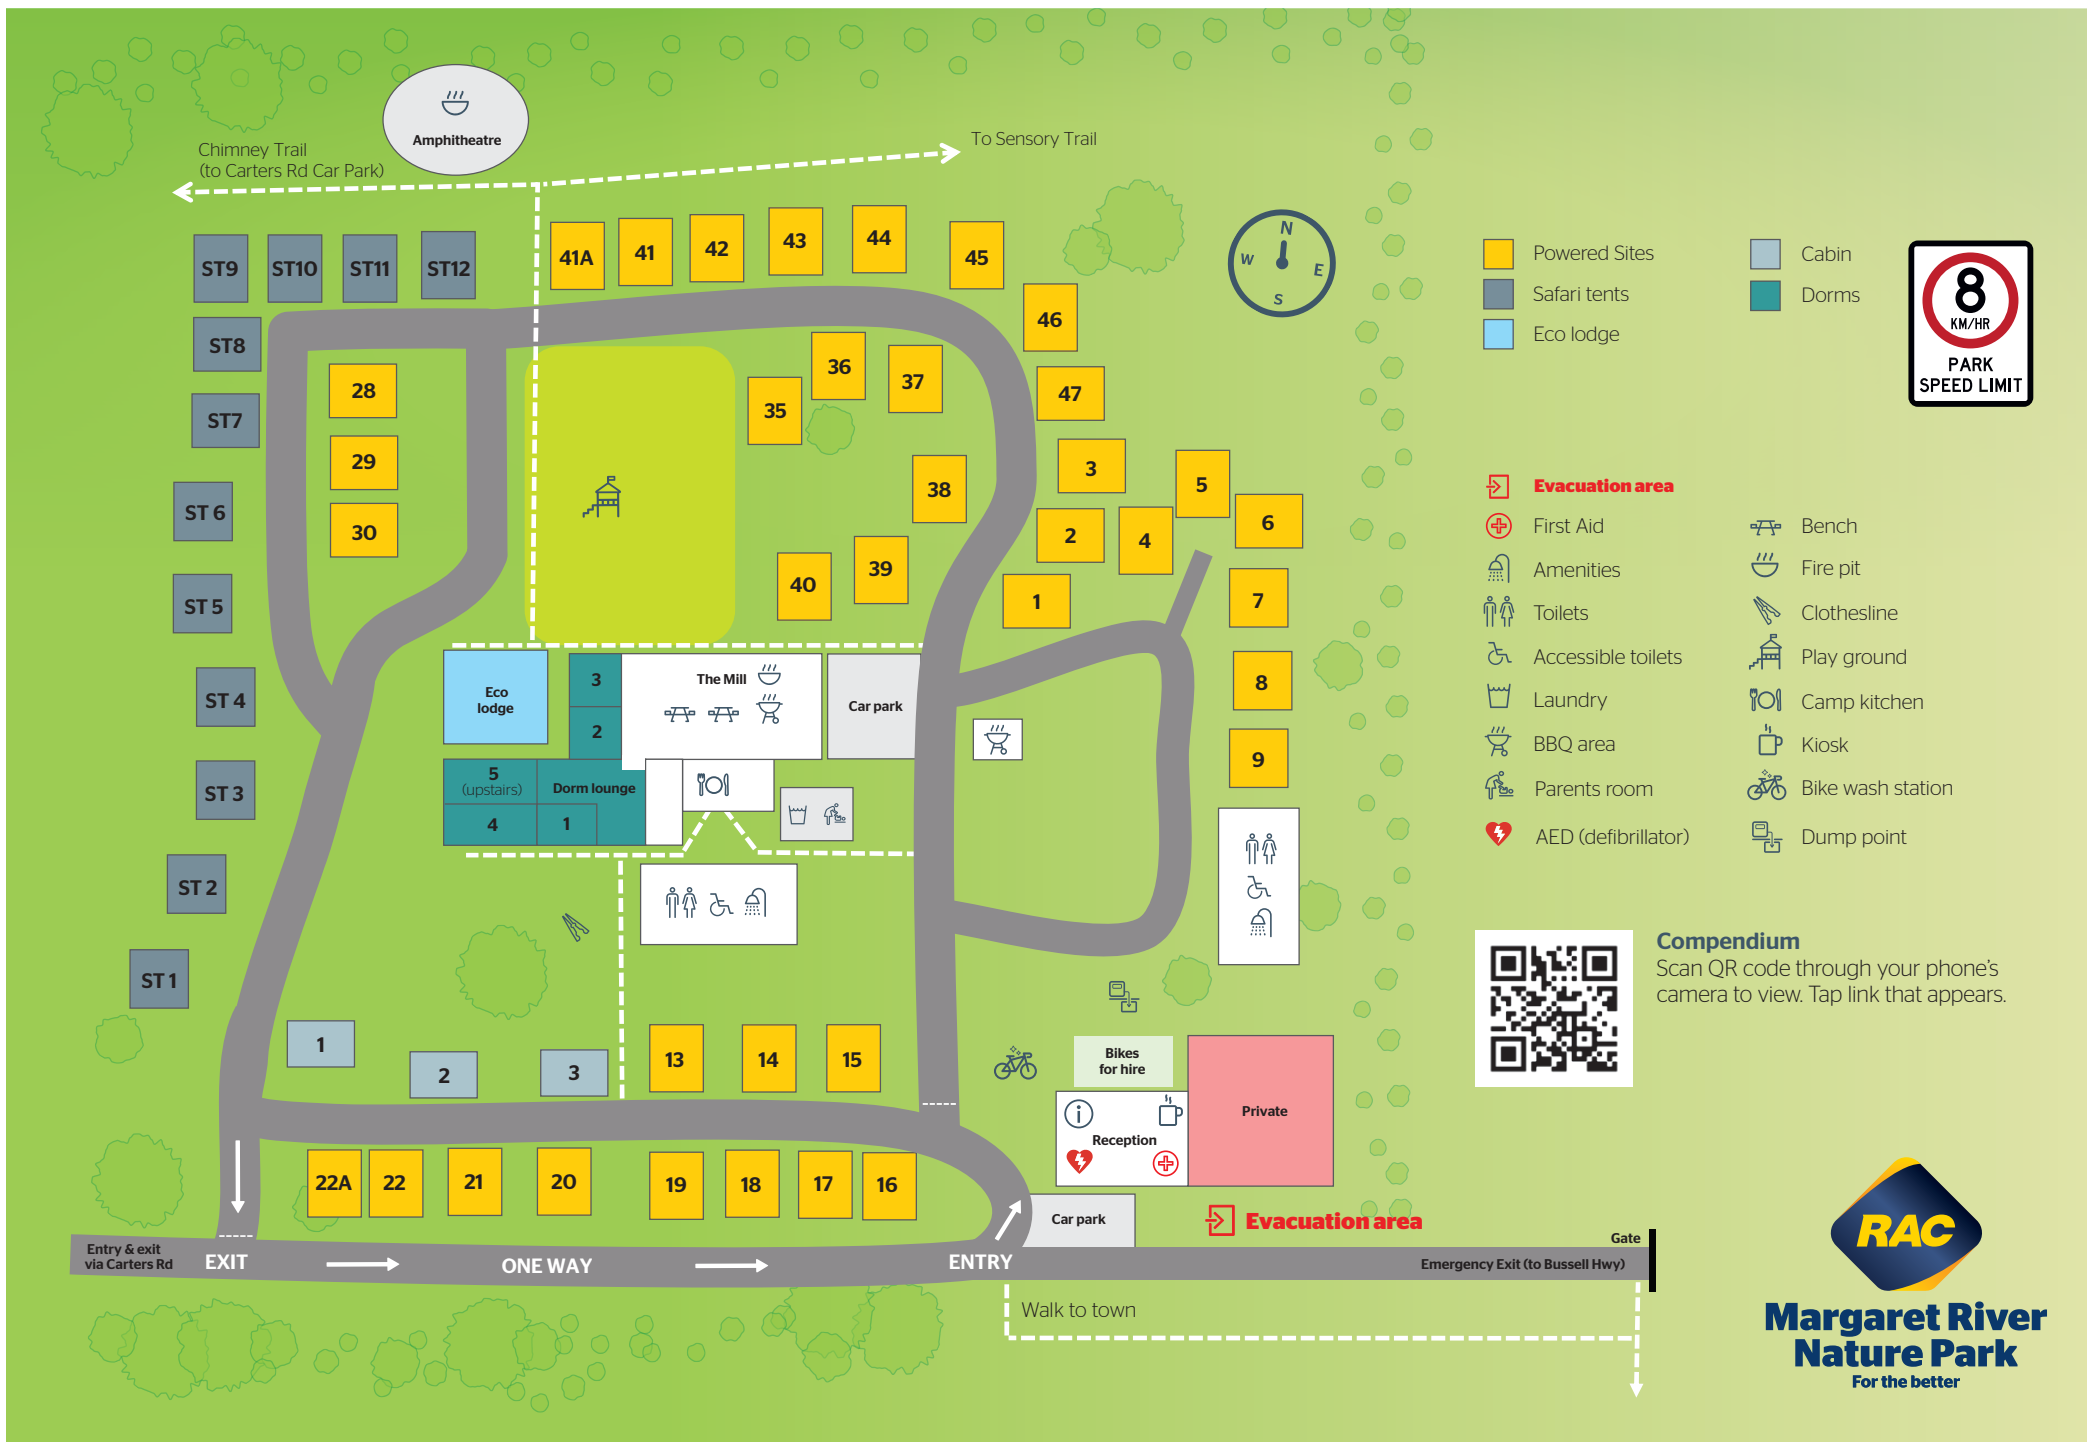 Amphitheatre
Chimney Trail
(to Carters Rd Car Park)
To Sensory Trail
ST9
ST10
ST11
ST12
41A
41
42
43
44
45
46
47
N
W
E
S
Powered Sites
Safari tents
Eco lodge
Cabin
Dorms
8
KM/HR
PARK
SPEED LIMIT
ST8
ST7
ST 6
ST 5
ST 4
ST 3
ST 2
ST 1
28
29
30
35
36
37
38
39
40
1
2
3
4
5
6
7
8
9
Evacuation area
First Aid
Amenities
Toilets
Accessible toilets
Laundry
BBQ area
Parents room
AED (defibrillator)
Bench
Fire pit
Clothesline
Play ground
Camp kitchen
Kiosk
Bike wash station
Dump point
Eco
lodge
3
2
The Mill
Car park
5
(upstairs)
Dorm lounge
4
1
Compendium
Scan QR code through your phone's
camera to view. Tap link that appears.
1
2
3
13
14
15
Bikes
for hire
Reception
Private
22A
22
21
20
19
18
17
16
Car park
Evacuation area
Entry & exit
via Carters Rd
EXIT
ONE WAY
ENTRY
Emergency Exit (to Bussell Hwy)
Gate
Walk to town
RAC
Margaret River
Nature Park
For the better